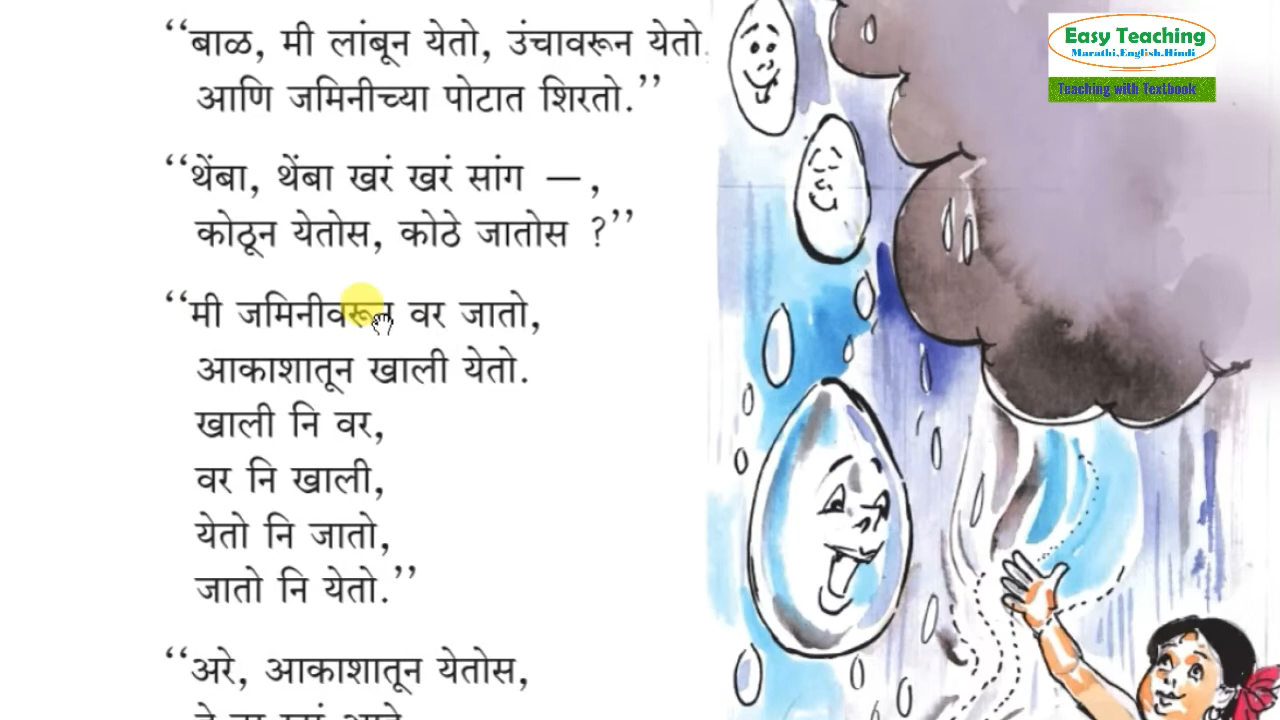 “बाळ, मी लांबून येतो, उंचावरून येतो.
आणि जमिनीच्या पोटात शिरतो.”
“थेंबा, थेंबा खरं खरं सांग —,
कोठून येतोस, कोठे जातोस ?”
“मी जमिनीवरून वर जातो,
आकाशातून खाली येतो.
खाली नि वर,
वर नि खाली,
येतो नि जातो,
जातो नि येतो.”
“अरे, आकाशातून येतोस,
Easy Teaching
Marathi,English,Hindi
Teaching with Textbook